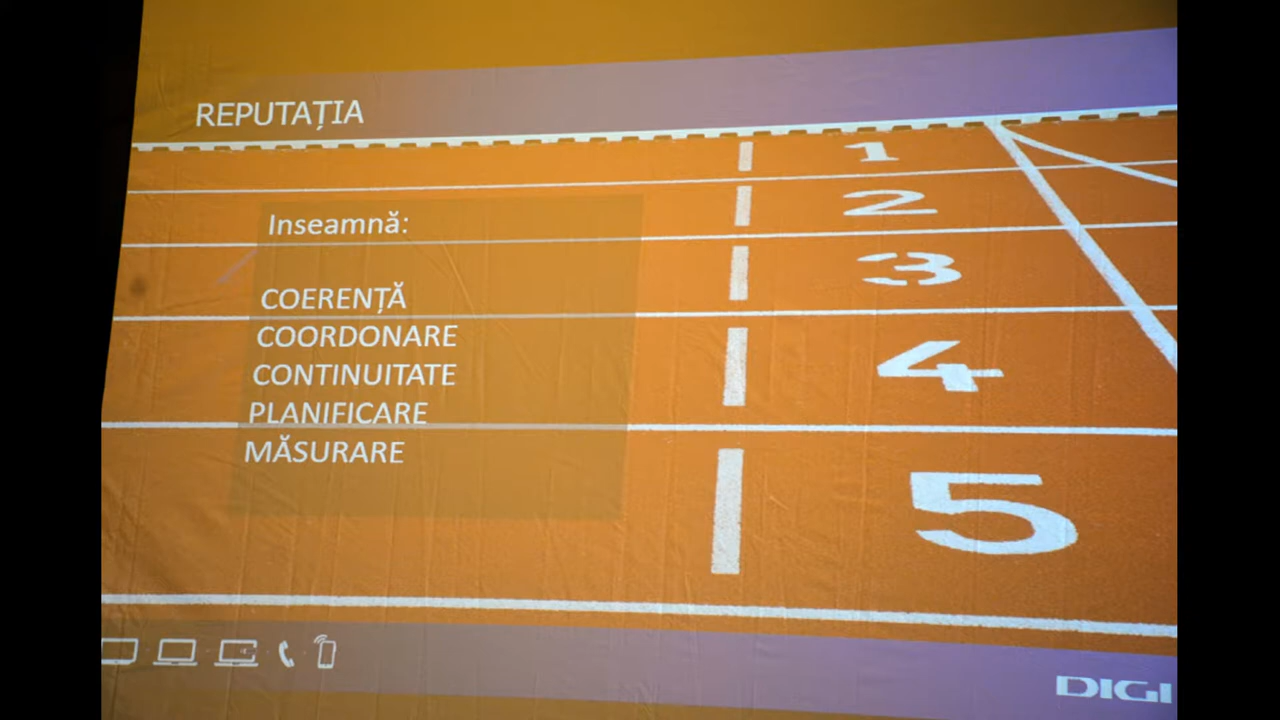 REPUTAȚIA
Inseamnă:
COERENȚĂ
COORDONARE
CONTINUITATE
PLANIFICARE
MĂSURARE
1
2
3
4
5
DIGI